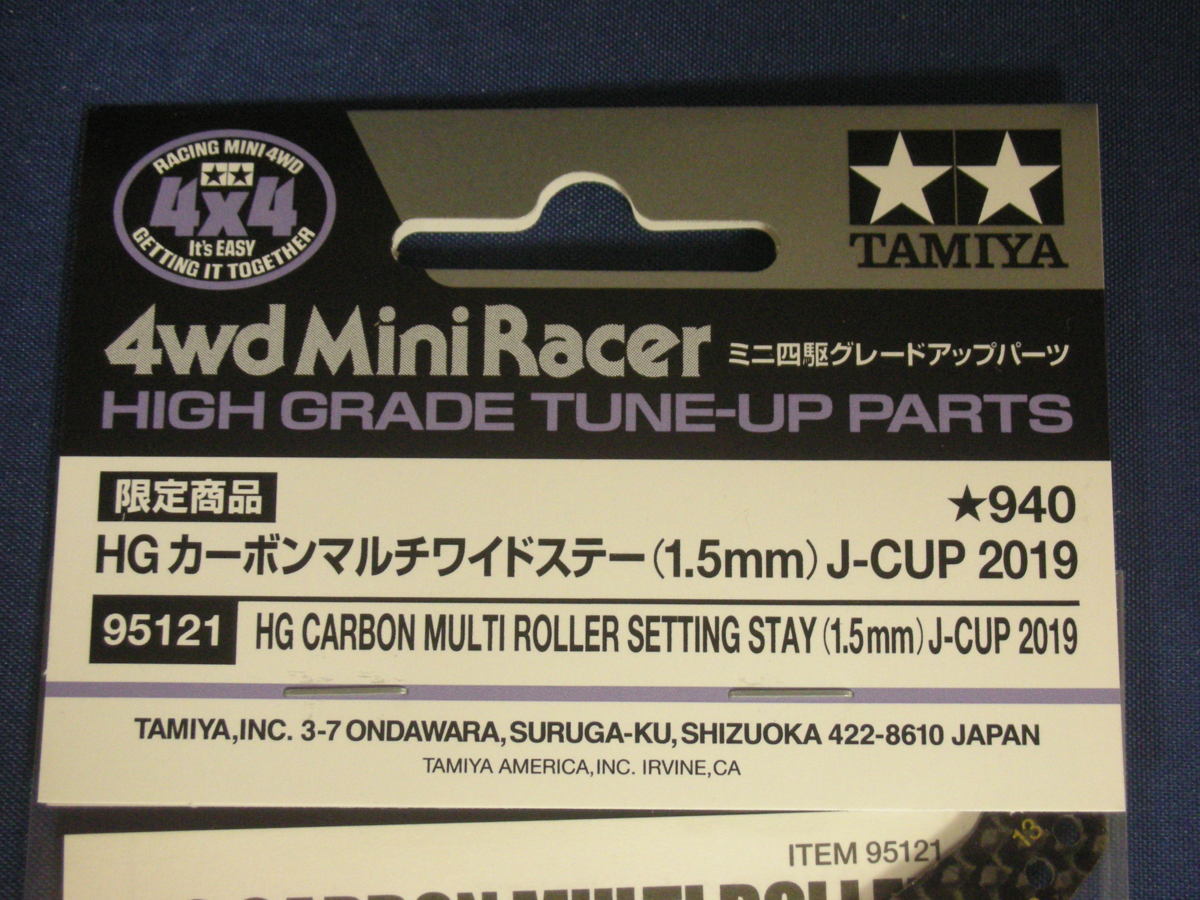 RACING MINI 4WD
4x4
It's EASY
GETTING IT TOGETHER
TAMIYA
4wd Mini Racer ミニ四駆グレードアップパーツ
HIGH GRADE TUNE-UP PARTS
限定商品 ★940
HG カーボンマルチワイドステー(1.5mm) J-CUP 2019
95121 HG CARBON MULTI ROLLER SETTING STAY (1.5mm) J-CUP 2019
TAMIYA,INC. 3-7 ONDAWARA, SURUGA-KU, SHIZUOKA 422-8610 JAPAN
TAMIYA AMERICA, INC. IRVINE, CA
13
ITEM 95121
CARBON MULTI ROLLE